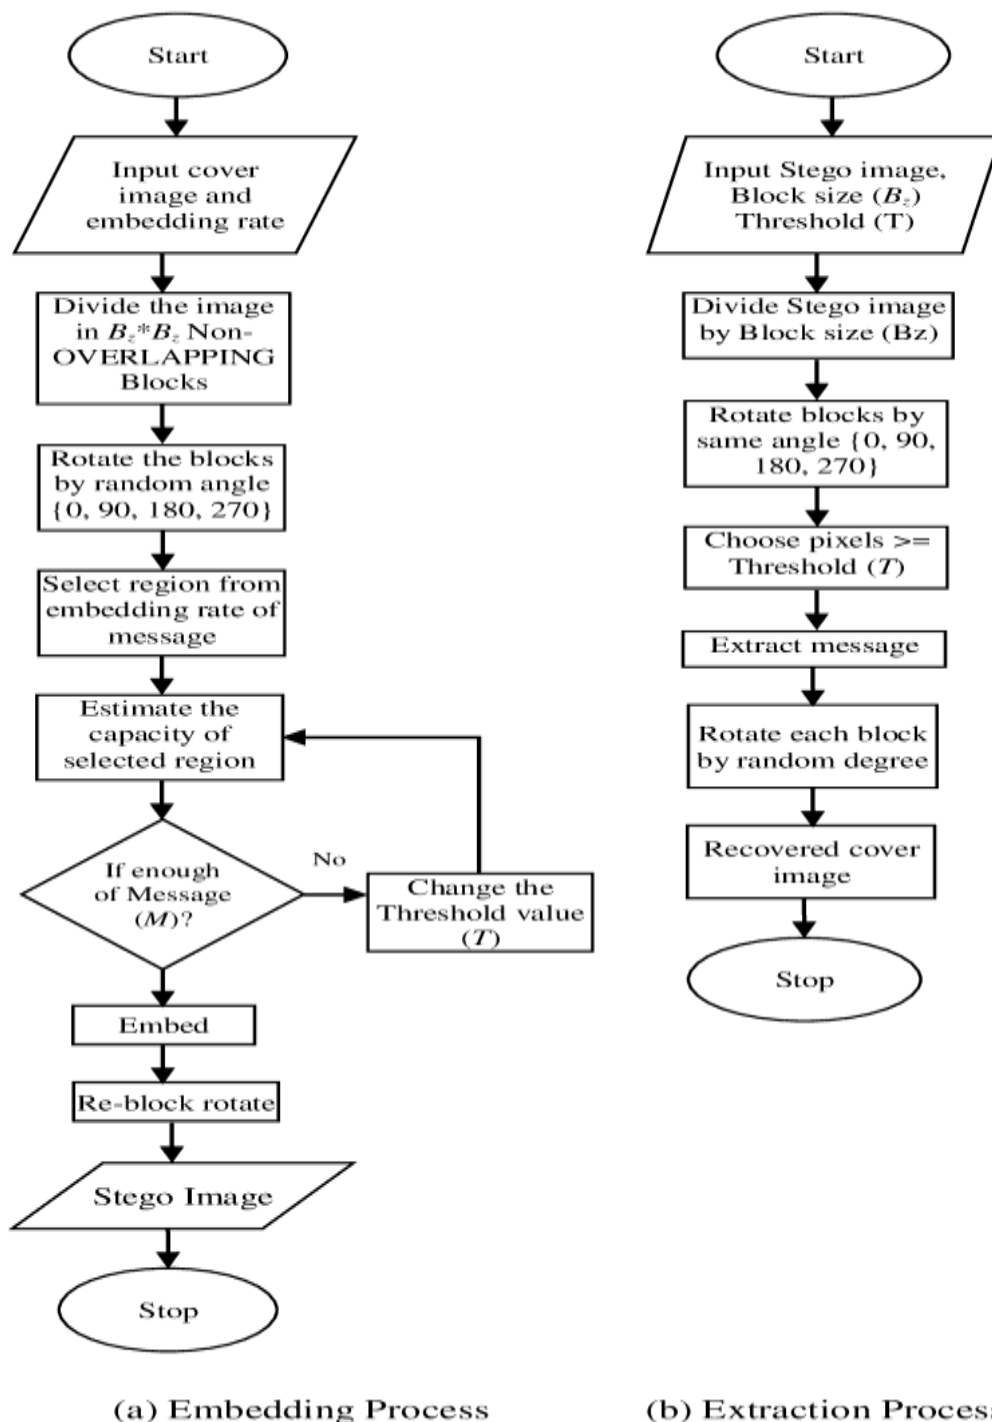 Start
Input cover
image and
embedding rate
Divide the image
in Bz*Bz Non-
OVERLAPPING
Blocks
Rotate the blocks
by random angle
{0, 90, 180, 270}
Select region from
embedding rate of
message
Estimate the
capacity of
selected region
If enough
of Message
(M)?
No
Change the
Threshold value
(T)
Embed
Re-block rotate
Stego Image
Stop
(a) Embedding Process
Start
Input Stego image,
Block size (Bz)
Threshold (T)
Divide Stego image
by Block size (Bz)
Rotate blocks by
same angle {0, 90,
180, 270}
Choose pixels >=
Threshold (T)
Extract message
Rotate each block
by random degree
Recovered cover
image
Stop
(b) Extraction Process